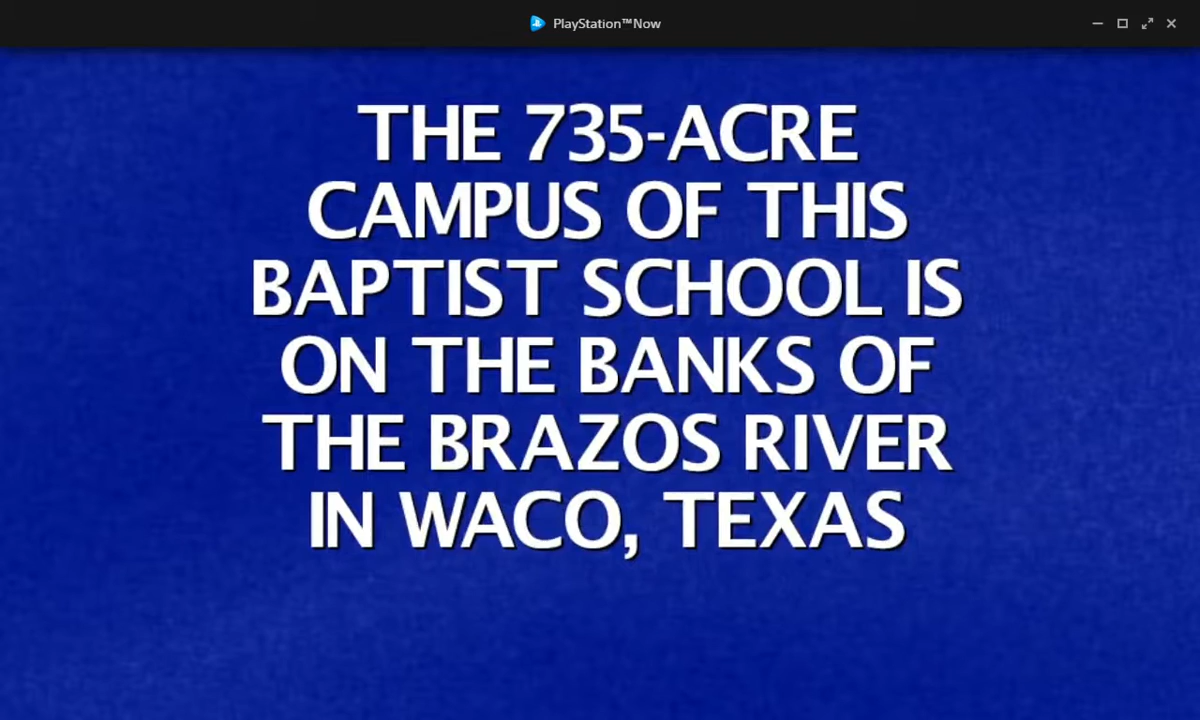 PlayStation™Now
THE 735-ACRE
CAMPUS OF THIS
BAPTIST SCHOOL IS
ON THE BANKS OF
THE BRAZOS RIVER
IN WACO, TEXAS